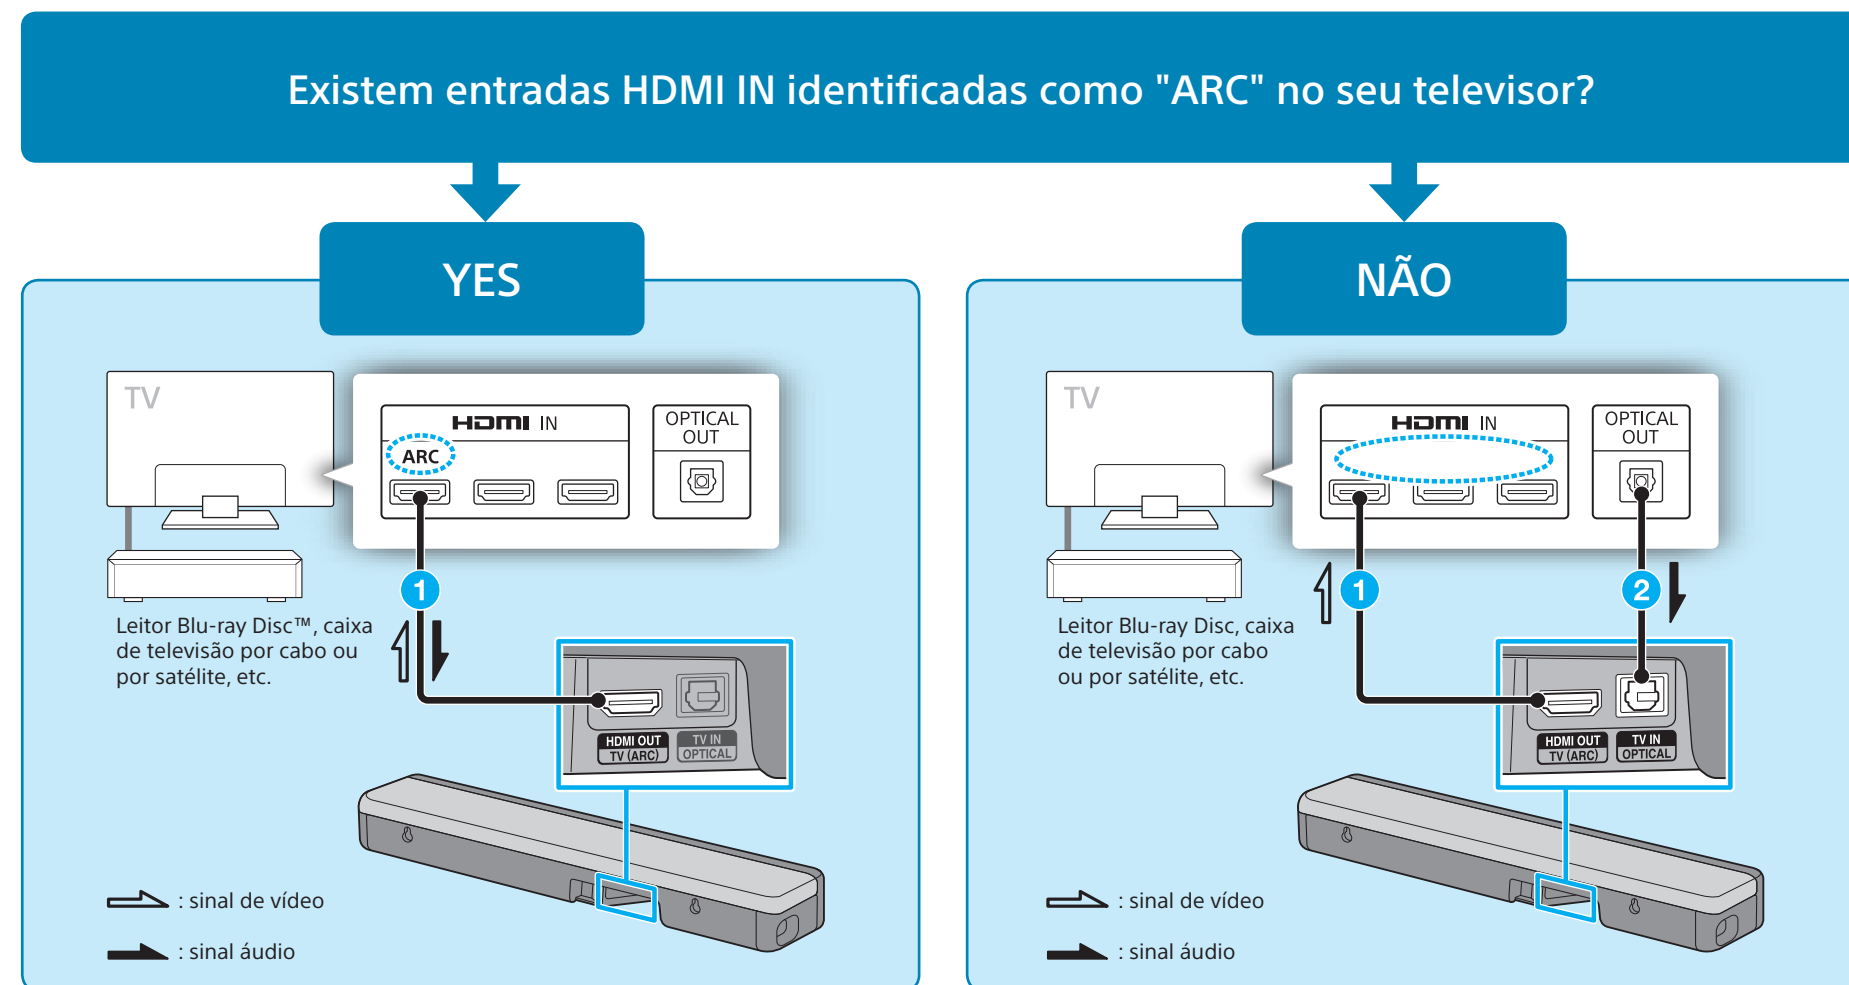 Existem entradas HDMI IN identificadas como "ARC" no seu televisor?
YES
TV
HDMI IN
ARC
OPTICAL
OUT
1
Leitor Blu-ray Disc™, caixa
de televisão por cabo ou
por satélite, etc.
HDMI OUT
TV (ARC)
TV IN
OPTICAL
: sinal de vídeo
: sinal áudio
NÃO
TV
HDMI IN
OPTICAL
OUT
1
2
Leitor Blu-ray Disc, caixa
de televisão por cabo
ou por satélite, etc.
HDMI OUT
TV (ARC)
TV IN
OPTICAL
: sinal de vídeo
: sinal áudio